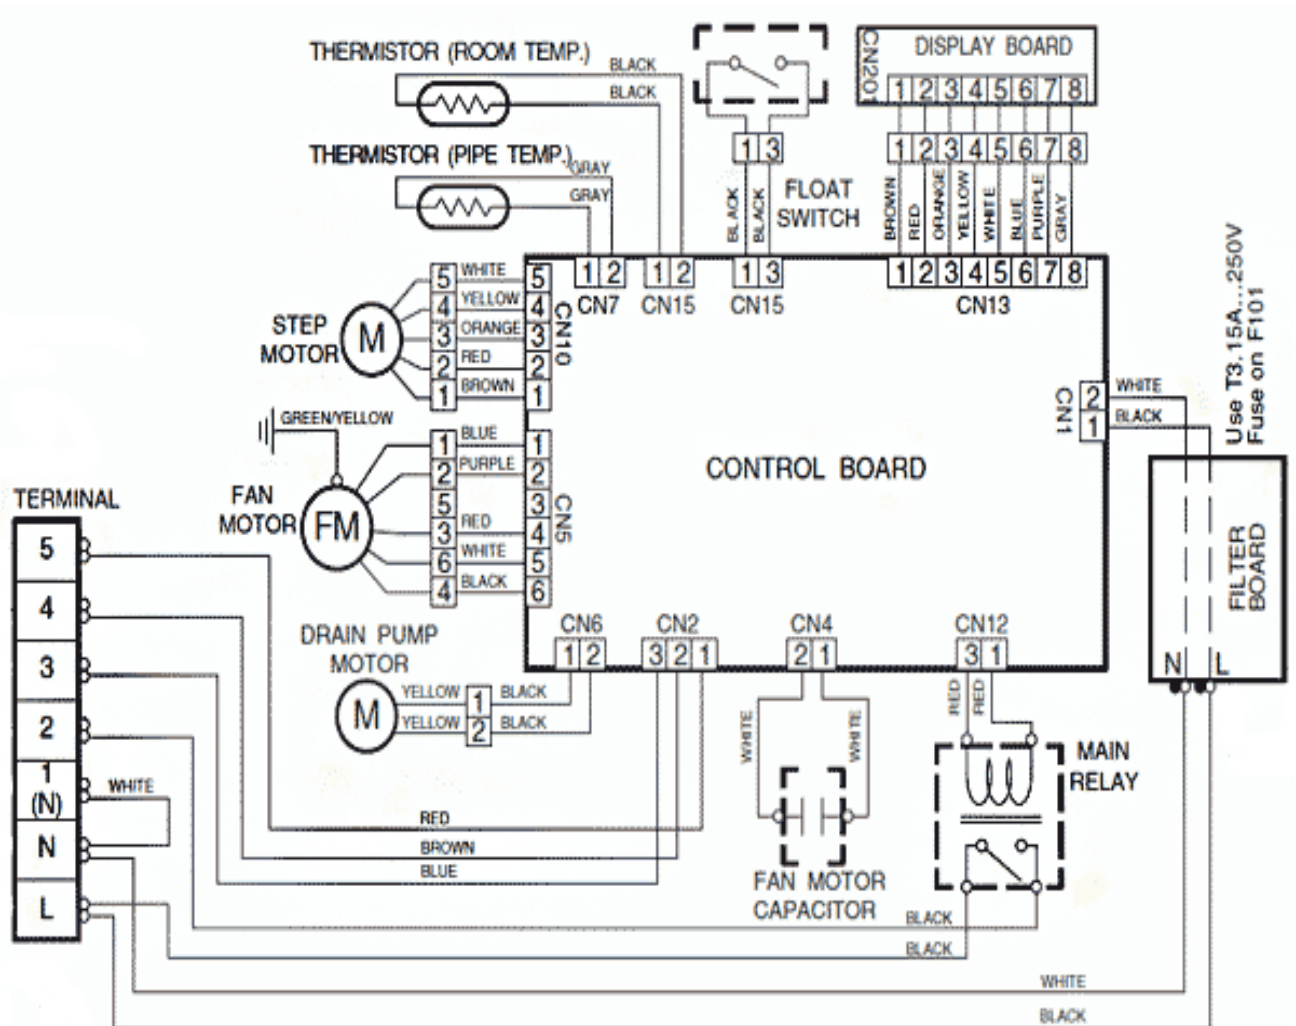 THERMISTOR (ROOM TEMP.)
BLACK
BLACK
THERMISTOR (PIPE TEMP.)
GRAY
GRAY
1 3
FLOAT
SWITCH
BLACK
BLACK
CN201
DISPLAY BOARD
1 2 3 4 5 6 7 8
1 2 3 4 5 6 7 8
BROWN
RED
ORANGE
YELLOW
WHITE
BLUE
PURPLE
GRAY
1 2
CN7
1 2
CN15
1 3
CN15
1 2 3 4 5 6 7 8
CN13
STEP
MOTOR
M
5 WHITE 5
4 YELLOW 4
3 ORANGE 3
2 RED 2
1 BROWN 1
CN10
GREEN/YELLOW
FAN
MOTOR
FM
1 BLUE 1
2 PURPLE 2
5 3
3 RED 4
6 WHITE 5
4 BLACK 6
CN5
CONTROL BOARD
CN1
2 WHITE
1 BLACK
Use T3.15A...250V
Fuse on F101
FILTER
BOARD
N L
TERMINAL
5
4
3
2
1
(N)
N
L
WHITE
DRAIN PUMP
MOTOR
M
YELLOW 1 BLACK
YELLOW 2 BLACK
CN6
1 2
CN2
3 2 1
CN4
2 1
CN12
3 1
WHITE
WHITE
FAN MOTOR
CAPACITOR
RED
RED
MAIN
RELAY
RED
BROWN
BLUE
BLACK
BLACK
WHITE
BLACK